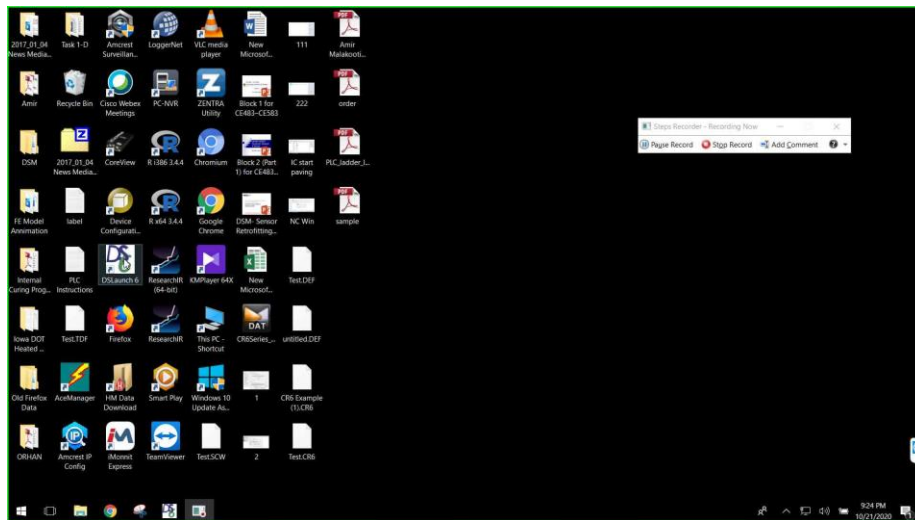 2017_01_04 News Media...
Task 1-D
Amcrest Surveillan...
LoggerNet
VLC media player
New Microsof...
111
Amir Malakooti...
Amir
Recycle Bin
Cisco Webex Meetings
PC-NVR
ZENTRA Utility
Block 1 for CE483-CE583
222
order
DSM
2017_01_04 News Media...
CoreView
R i386 3.4.4
Chromium
Block 2 (Part 1) for CE483...
IC start paving
PLC_ladder_l...
FE Model Annimation
label
Device Configurati...
R x64 3.4.4
Google Chrome
DSM- Sensor Retrofitting...
NC Win
sample
Internal Curing Prog...
PLC Instructions
DSLaunch 6
ResearchIR (64-bit)
KMPlayer 64X
New Microsof...
Test.DEF
Iowa DOT Heated ...
Test.TDF
Firefox
ResearchIR
This PC - Shortcut
DAT
CR6Series_...
untitled.DEF
Old Firefox Data
AceManager
HM Data Download
Smart Play
Windows 10 Update As...
1
CR6 Example (1).CR6
ORHAN
Amcrest IP Config
iMonnit Express
TeamViewer
Test.SCW
2
Test.CR6
Steps Recorder - Recording Now
Pause Record
Stop Record
Add Comment
9:24 PM
10/21/2020